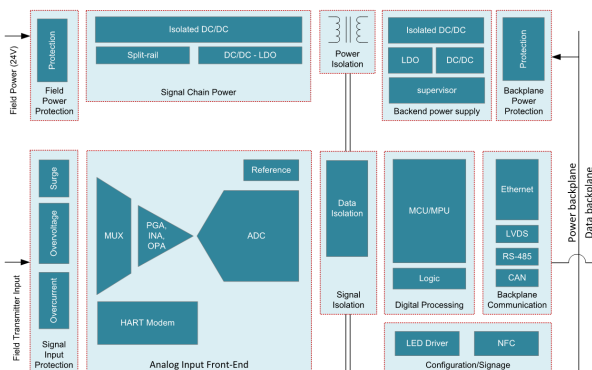 Field Power (24V)
Protection
Field
Power
Protection
Isolated DC/DC
Split-rail
DC/DC - LDO
Signal Chain Power
Power
Isolation
Isolated DC/DC
LDO
DC/DC
supervisor
Backend power supply
Protection
Backplane
Power
Protection
Field Transmitter Input
Surge
Overvoltage
Overcurrent
Signal
Input
Protection
Reference
MUX
PGA,
INA,
OPA
ADC
HART Modem
Analog Input Front-End
Data
Isolation
Signal
Isolation
MCU/MPU
Logic
Digital Processing
Ethernet
LVDS
RS-485
CAN
Backplane
Communication
LED Driver
NFC
Configuration/Signage
Power backplane
Data backplane